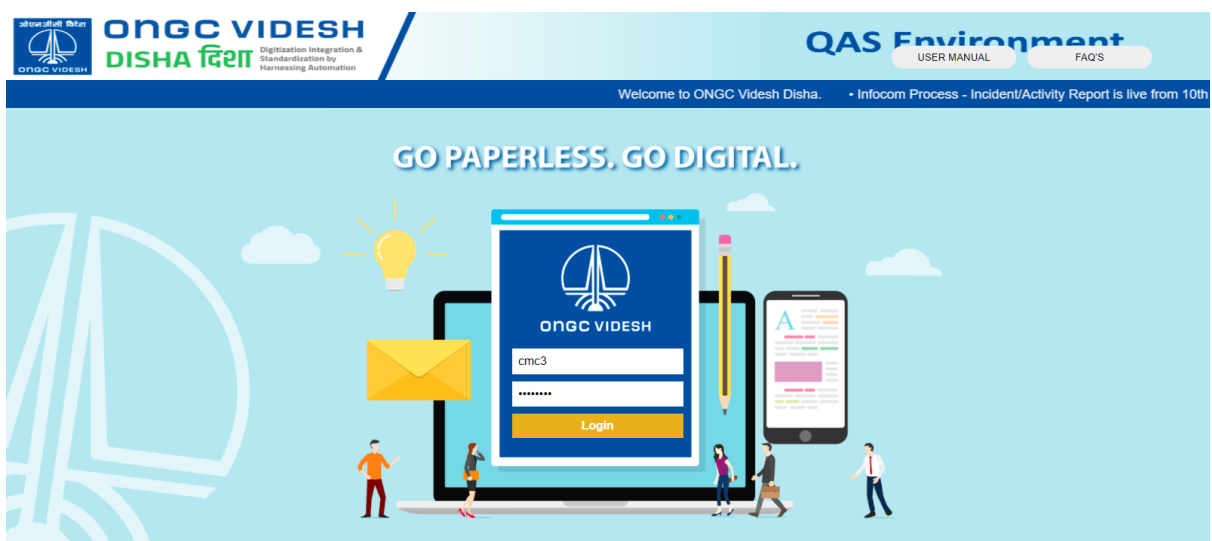 ओएनजीसी विदेश
ONGC VIDESH
ONGC VIDESH
DISHA दिशा
Digitization Integration &
Standardization by
Harnessing Automation
QAS Environment
USER MANUAL
FAQ'S
Welcome to ONGC Videsh Disha. • Infocom Process - Incident/Activity Report is live from 10th
GO PAPERLESS. GO DIGITAL.
ONGC VIDESH
cmc3
••••••••
Login
A